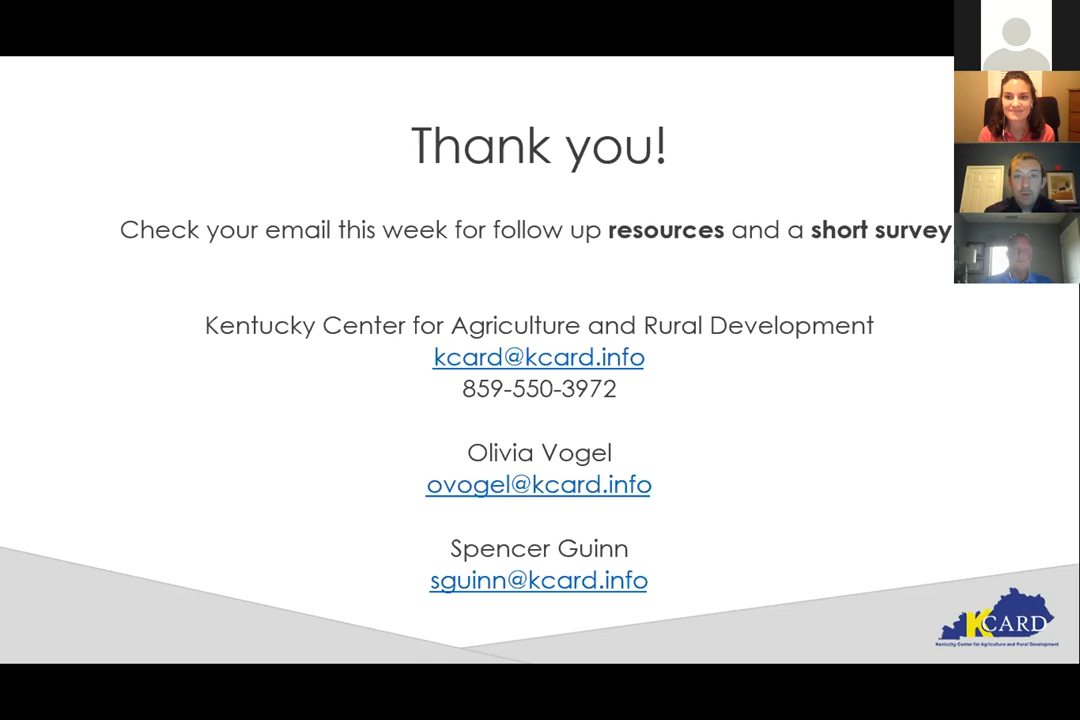 Thank you!
Check your email this week for follow up resources and a short survey
Kentucky Center for Agriculture and Rural Development
kcard@kcard.info
859-550-3972
Olivia Vogel
ovogel@kcard.info
Spencer Guinn
sguinn@kcard.info
KCARD
Kentucky Center for Agriculture and Rural Development